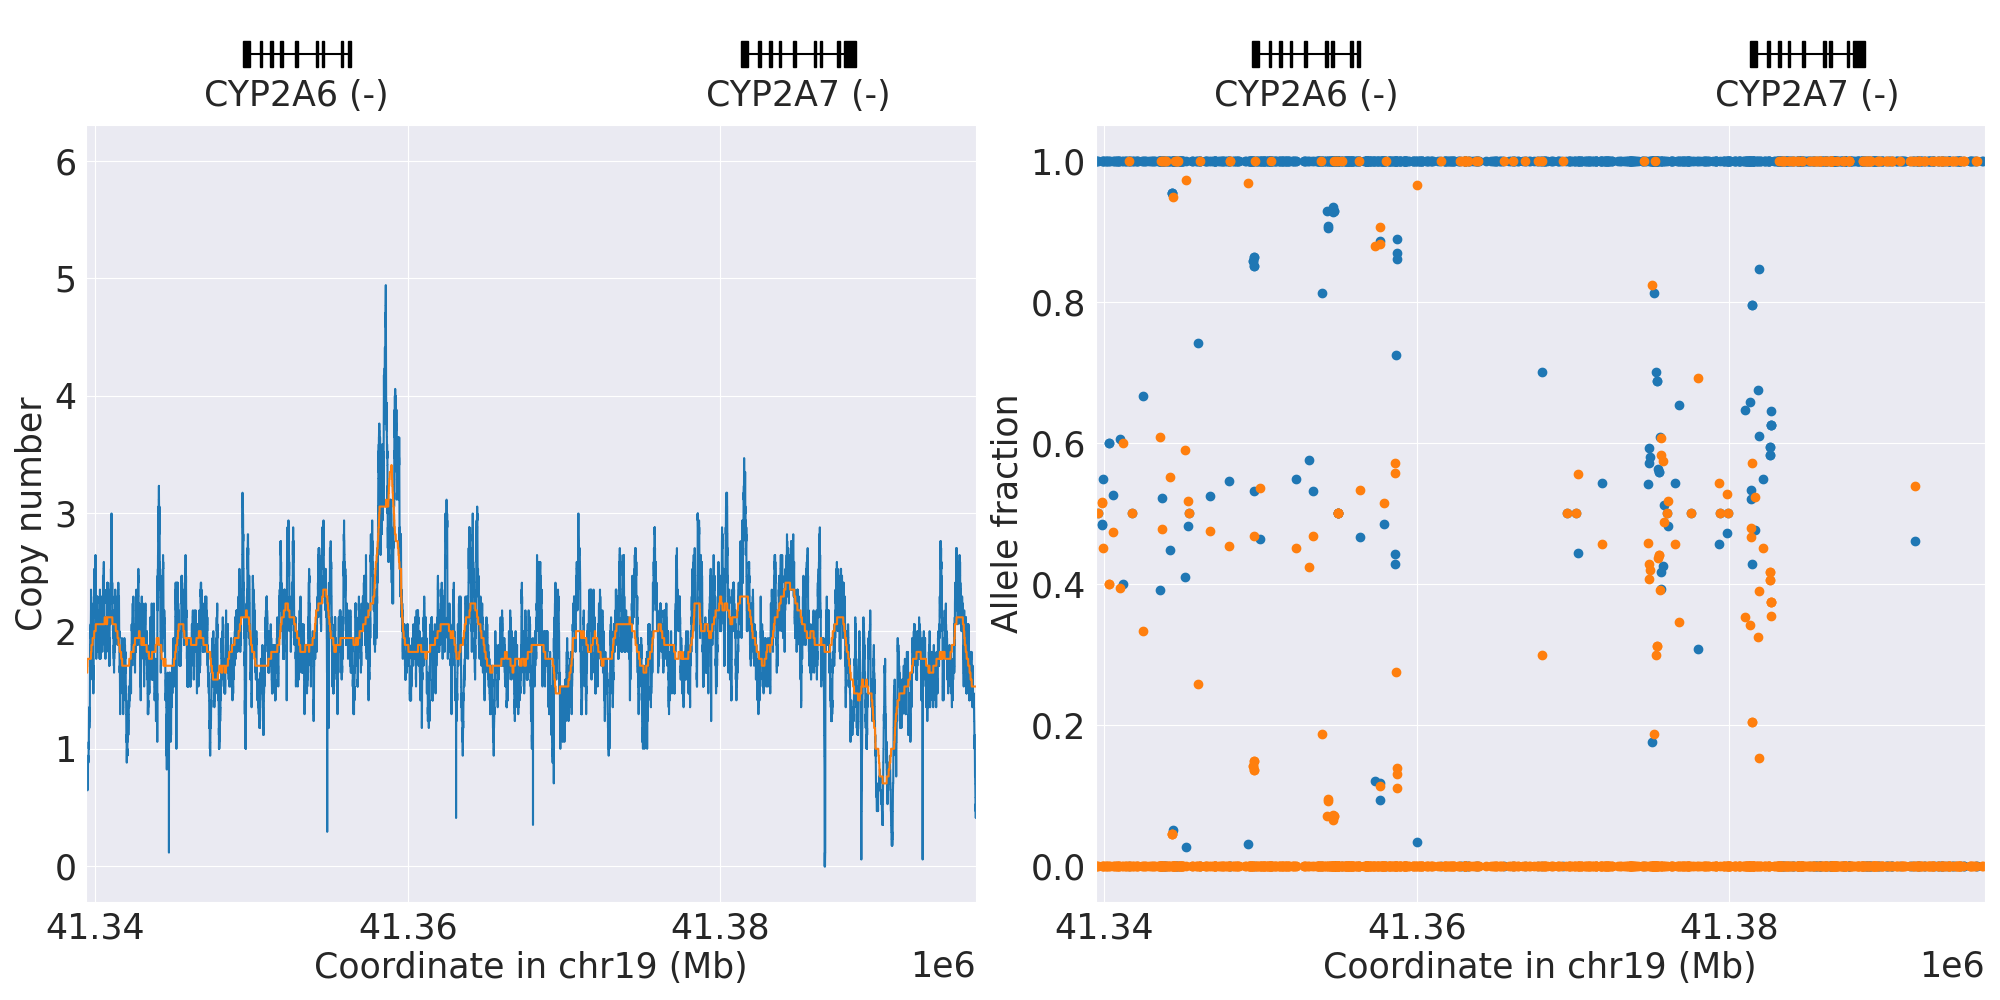 CYP2A6 (-)
CYP2A7 (-)
6
5
4
3
2
1
0
Copy number
41.34
41.36
41.38
Coordinate in chr19 (Mb)
1e6
CYP2A6 (-)
CYP2A7 (-)
1.0
0.8
0.6
0.4
0.2
0.0
Allele fraction
41.34
41.36
41.38
Coordinate in chr19 (Mb)
1e6